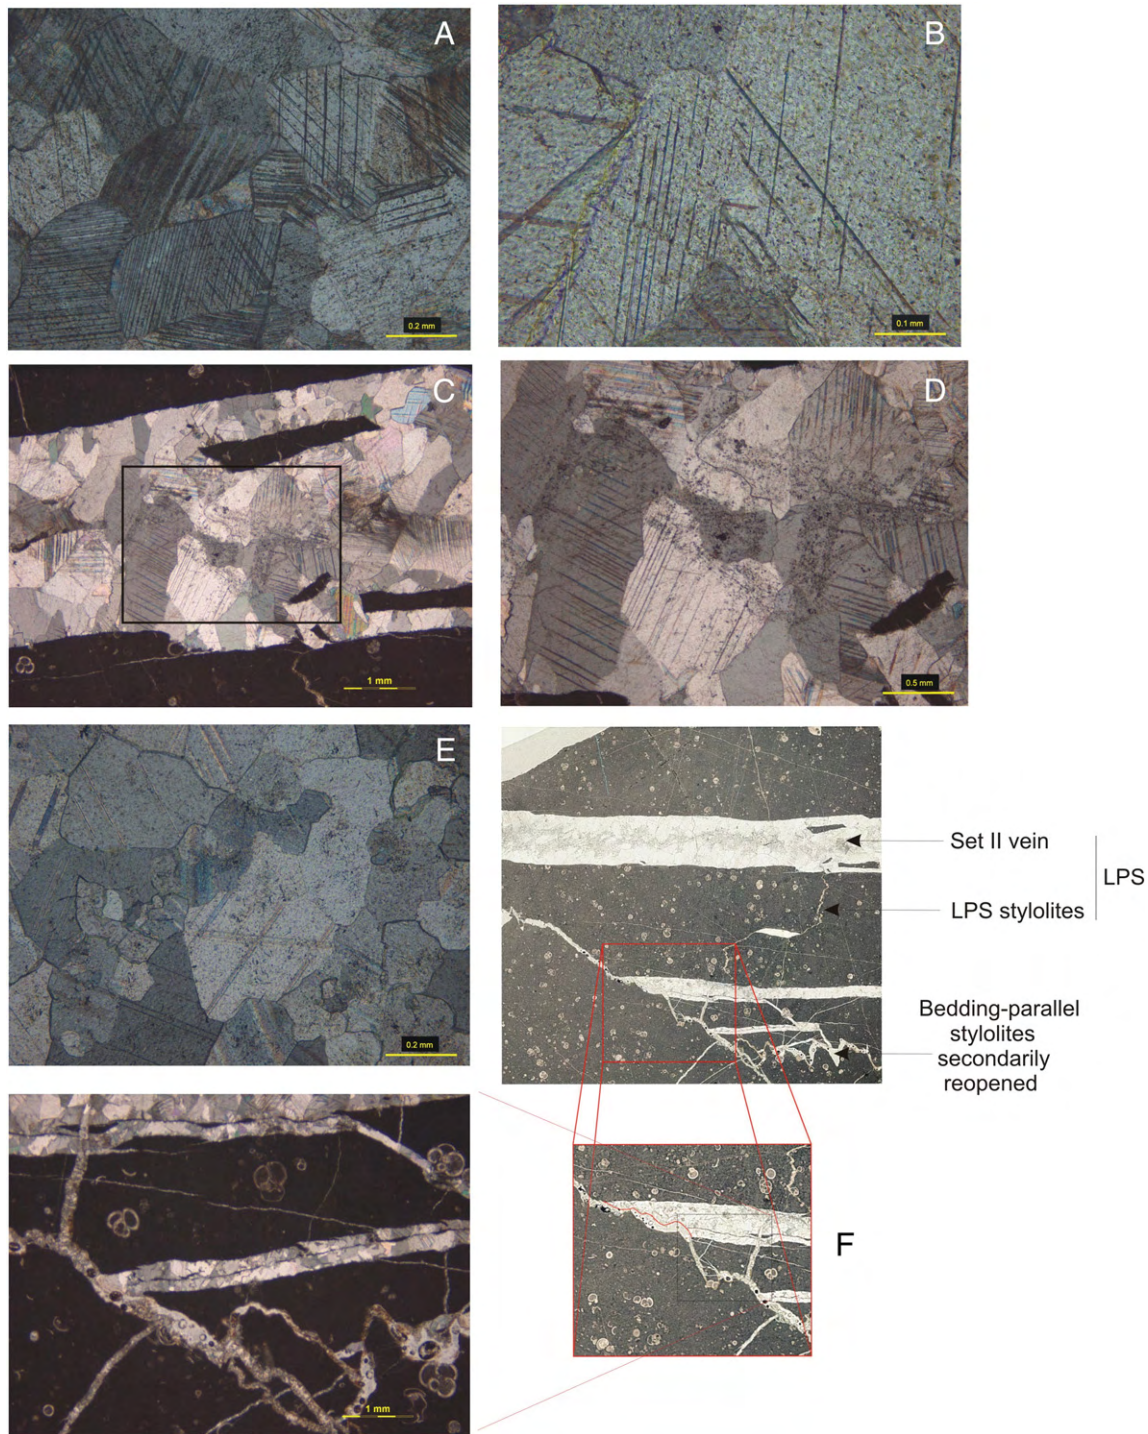 A
0.2 mm
B
0.1 mm
C
1 mm
D
0.5 mm
E
0.2 mm
Set II vein
LPS
LPS stylolites
Bedding-parallel
stylolites
secondarily
reopened
1 mm
F